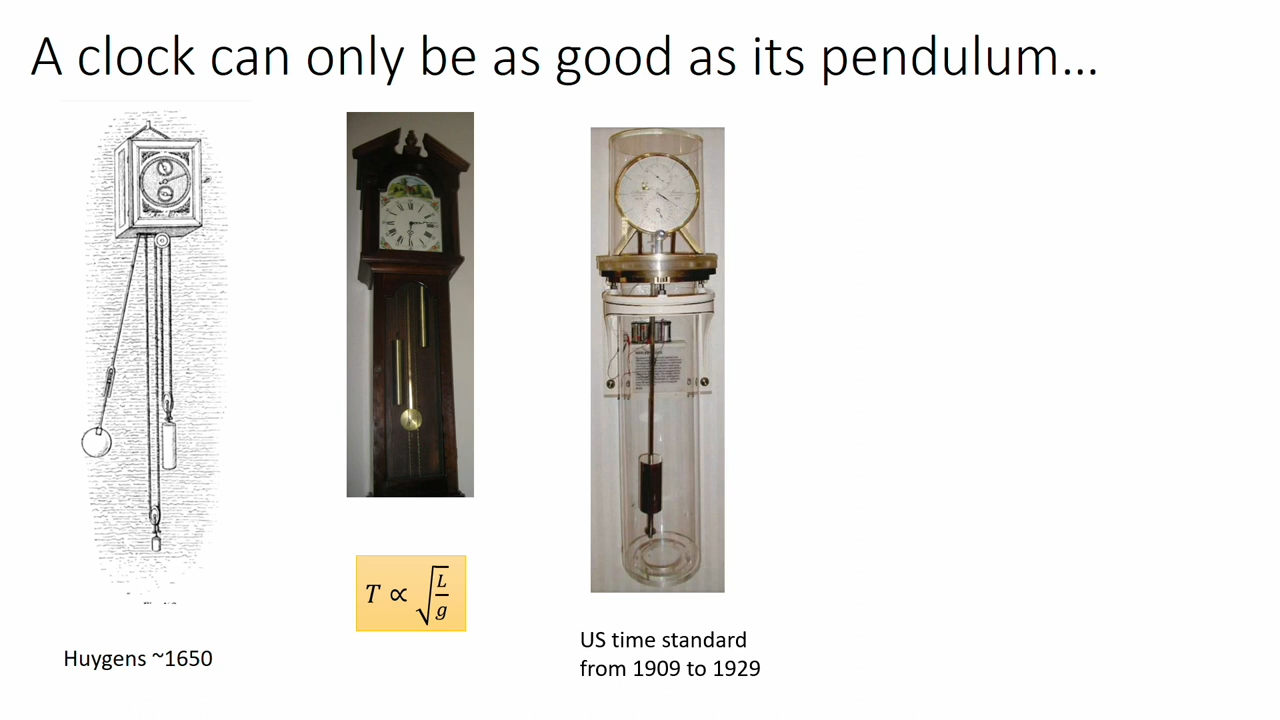 A clock can only be as good as its pendulum...
T ∝ √(L/g)
Huygens ~1650
US time standard
from 1909 to 1929